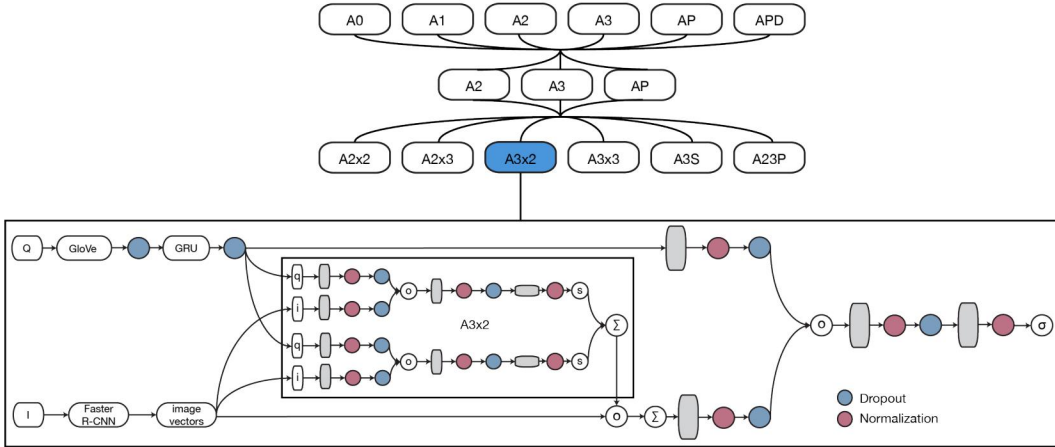 A0 A1 A2 A3 AP APD
A2 A3 AP
A2x2 A2x3 A3x2 A3x3 A3S A23P
Q GloVe GRU
q
o s
i
A3x2
Σ
o σ
q
o s
i
Dropout
I Faster R-CNN image vectors o Σ
Normalization